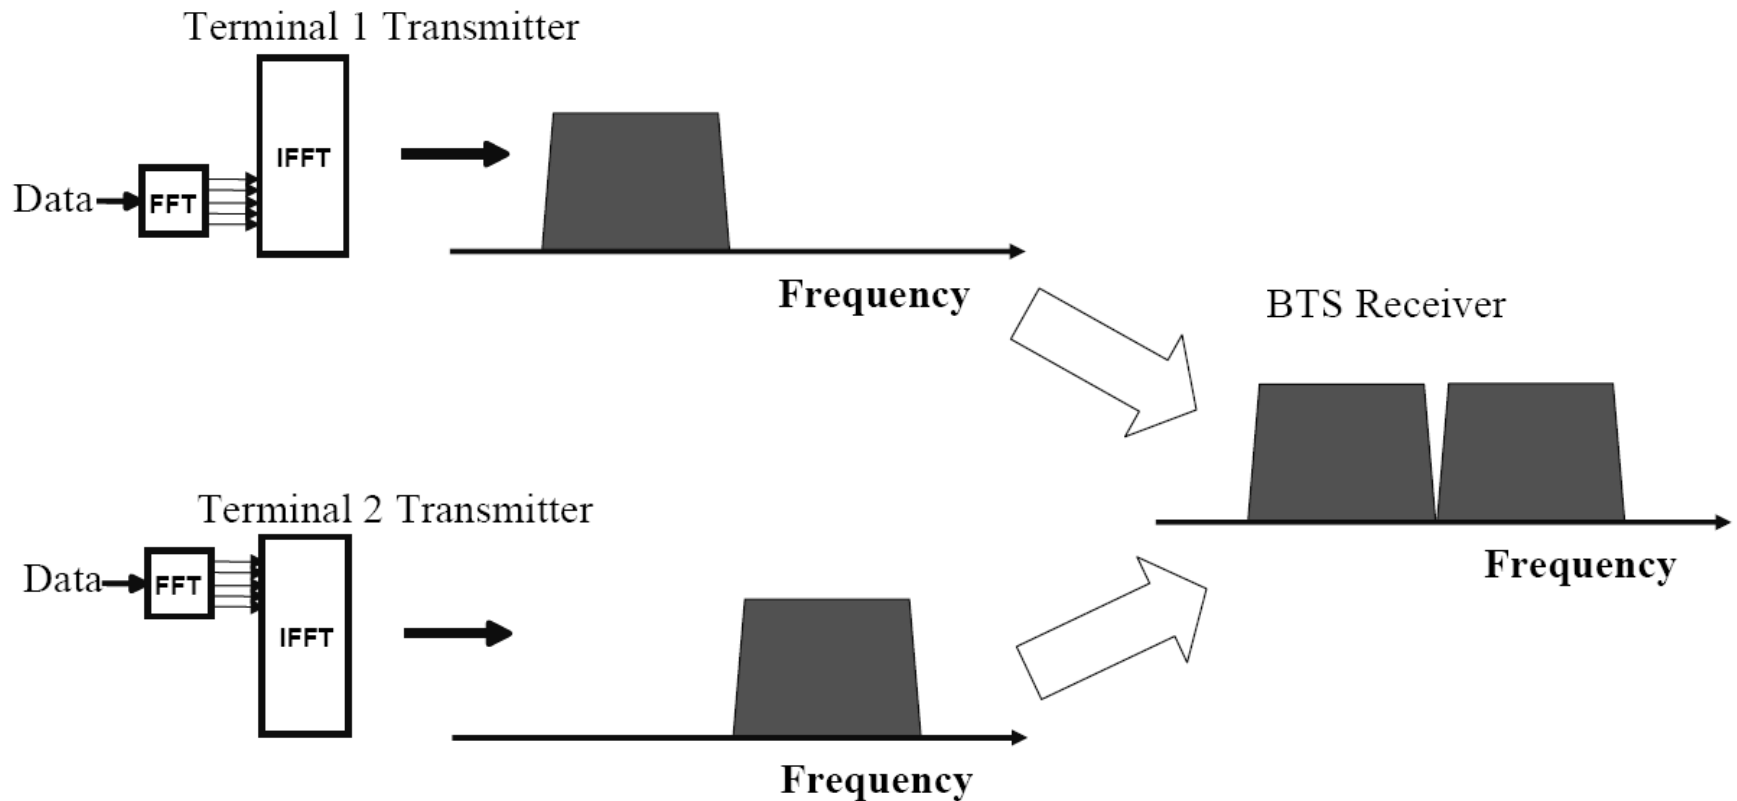 Terminal 1 Transmitter
IFFT
Data
FFT
Frequency
BTS Receiver
Frequency
Terminal 2 Transmitter
Data
FFT
IFFT
Frequency